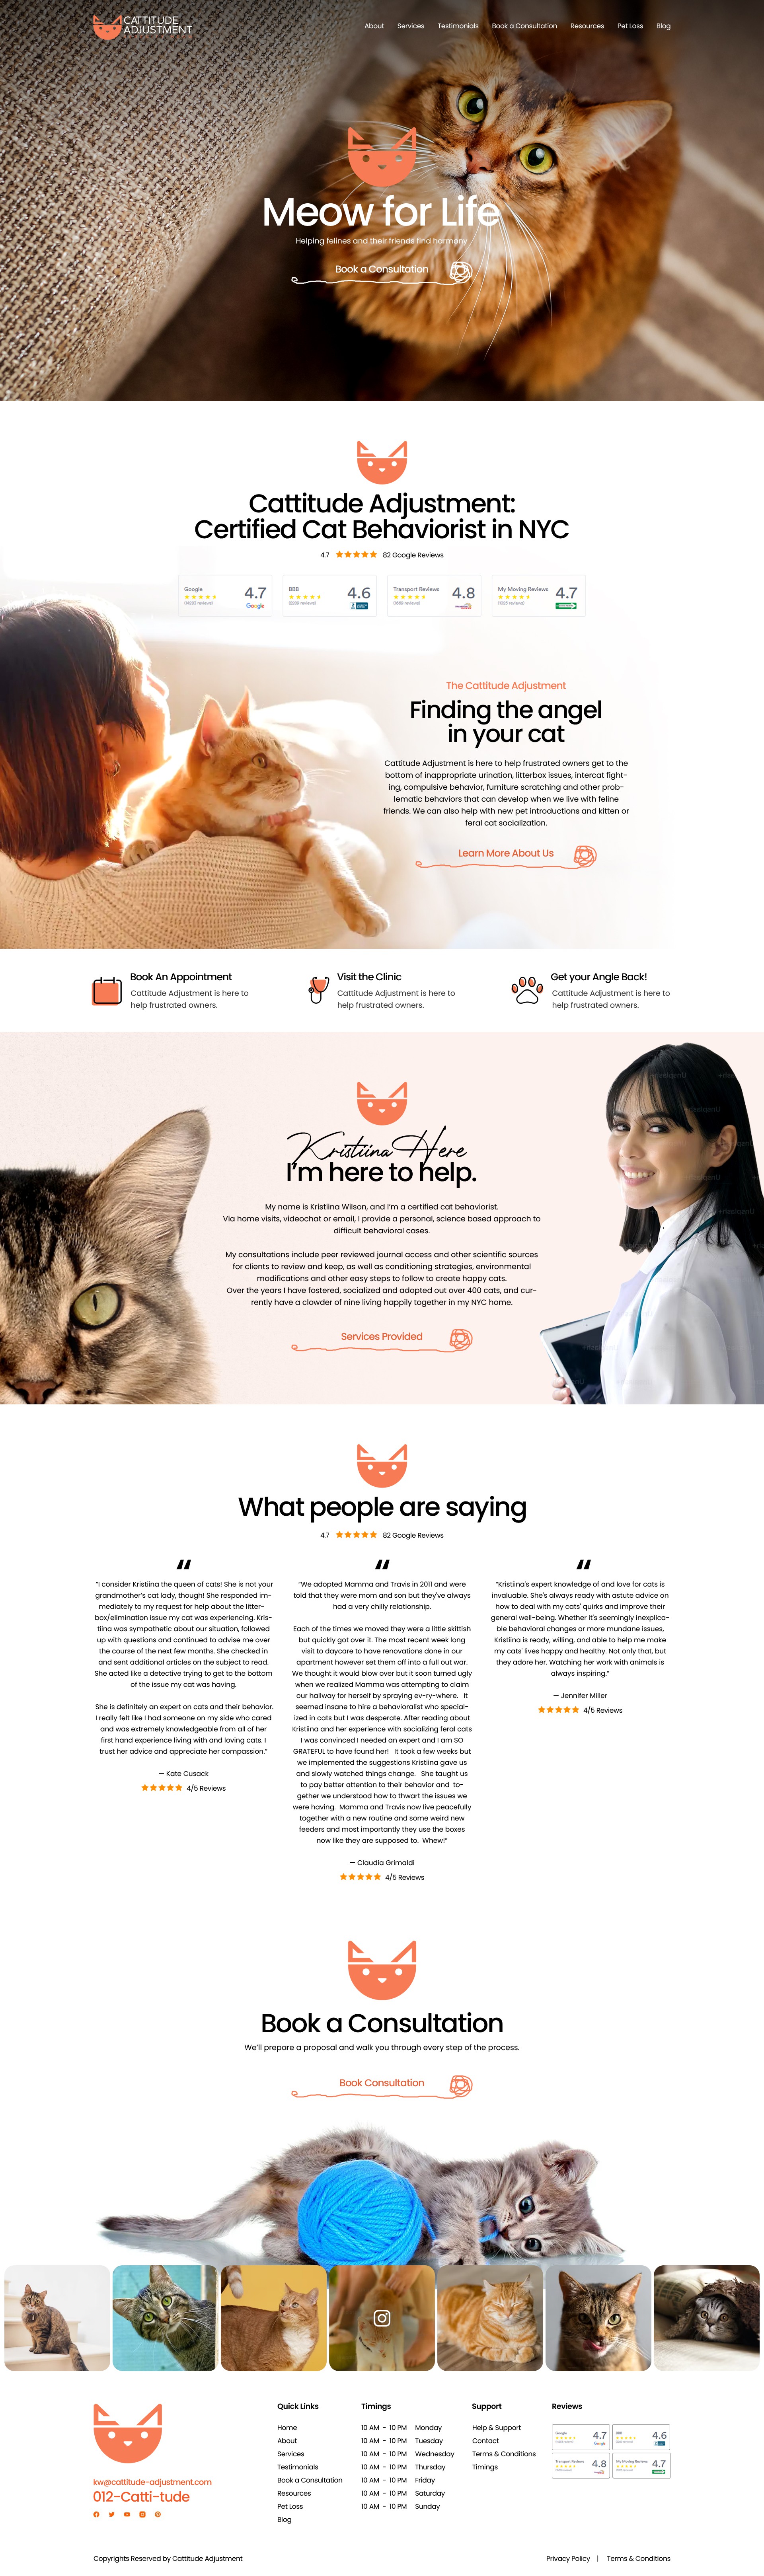 CATTITUDE
ADJUSTMENT
About Services Testimonials Book a Consultation Resources Pet Loss Blog
Meow for Life
Helping felines and their friends find harmony
Book a Consultation
Cattitude Adjustment:
Certified Cat Behaviorist in NYC
4.7 82 Google Reviews
Google 4.7
Google
BBB 4.6
Transport Reviews 4.8
My Moving Reviews 4.7
The Cattitude Adjustment
Finding the angel
in your cat
Cattitude Adjustment is here to help frustrated owners get to the
bottom of inappropriate urination, litterbox issues, intercat fight-
ing, compulsive behavior, furniture scratching and other prob-
lematic behaviors that can develop when we live with feline
friends. We can also help with new pet introductions and kitten or
feral cat socialization.
Learn More About Us
Book An Appointment
Cattitude Adjustment is here to
help frustrated owners.
Visit the Clinic
Cattitude Adjustment is here to
help frustrated owners.
Get your Angle Back!
Cattitude Adjustment is here to
help frustrated owners.
Kristiina Here
I'm here to help.
My name is Kristiina Wilson, and I'm a certified cat behaviorist.
Via home visits, videochat or email, I provide a personal, science based approach to
difficult behavioral cases.
My consultations include peer reviewed journal access and other scientific sources
for clients to review and keep, as well as conditioning strategies, environmental
modifications and other easy steps to follow to create happy cats.
Over the years I have fostered, socialized and adopted out over 400 cats, and cur-
rently have a clowder of nine living happily together in my NYC home.
Services Provided
What people are saying
4.7 82 Google Reviews
"I consider Kristiina the queen of cats! She is not your
grandmother's cat lady, though! She responded im-
mediately to my request for help about the litter-
box/elimination issue my cat was experiencing. Kris-
tiina was sympathetic about our situation, followed
up with questions and continued to advise me over
the course of the next few months. She checked in
and sent additional articles on the subject to read.
She acted like a detective trying to get to the bottom
of the issue my cat was having.
She is definitely an expert on cats and their behavior.
I really felt like I had someone on my side who cared
and was extremely knowledgeable from all of her
first hand experience living with and loving cats. I
trust her advice and appreciate her compassion."
— Kate Cusack
4/5 Reviews
"We adopted Mamma and Travis in 2011 and were
told that they were mom and son but they've always
had a very chilly relationship.
Each of the times we moved they were a little skittish
but quickly got over it. The most recent week long
visit to daycare to have renovations done in our
apartment however set them off into a full out war.
We thought it would blow over but it soon turned ugly
when we realized Mamma was attempting to claim
our hallway for herself by spraying ev-ry-where. It
seemed insane to hire a behaviorist who special-
ized in cats but I was desperate. After reading about
Kristiina and her experience with socializing feral cats
I was convinced I needed an expert and I am SO
GRATEFUL to have found her! It took a few weeks but
we implemented the suggestions Kristiina gave us
and slowly watched things change. She taught us
to pay better attention to their behavior and to-
gether we understood how to thwart the issues we
were having. Mamma and Travis now live peacefully
together with a new routine and some weird new
feeders and most importantly they use the boxes
now like they are supposed to. Whew!"
— Claudia Grimaldi
4/5 Reviews
"Kristiina's expert knowledge of and love for cats is
invaluable. She's always ready with astute advice on
how to deal with my cats' quirks and improve their
general well-being. Whether it's seemingly inexplica-
ble behavioral changes or more mundane issues,
Kristiina is ready, willing, and able to help me make
my cats' lives happy and healthy. Not only that, but
they adore her. Watching her work with animals is
always inspiring."
— Jennifer Miller
4/5 Reviews
Book a Consultation
We'll prepare a proposal and walk you through every step of the process.
Book Consultation
kw@cattitude-adjustment.com
012-Catti-tude
Quick Links
Home
About
Services
Testimonials
Book a Consultation
Resources
Pet Loss
Blog
Timings
10 AM - 10 PM Monday
10 AM - 10 PM Tuesday
10 AM - 10 PM Wednesday
10 AM - 10 PM Thursday
10 AM - 10 PM Friday
10 AM - 10 PM Saturday
10 AM - 10 PM Sunday
Support
Help & Support
Contact
Terms & Conditions
Timings
Reviews
Google 4.7
BBB 4.6
Transport Reviews 4.8
My Moving Reviews 4.7
Copyrights Reserved by Cattitude Adjustment
Privacy Policy | Terms & Conditions